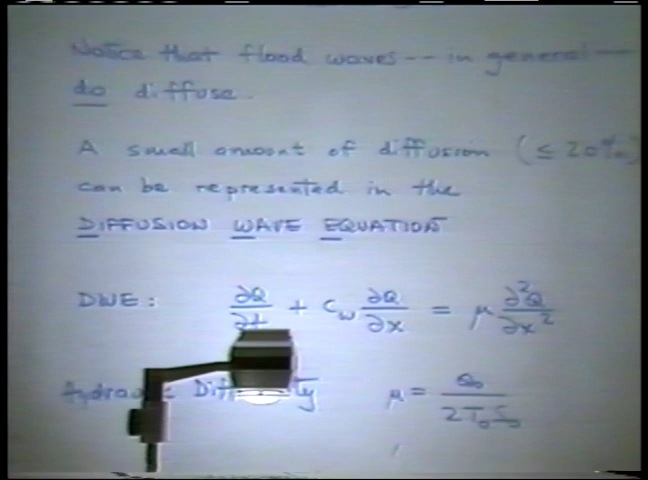 Notice that flood waves -- in general --
do diffuse.
A small amount of diffusion (≤ 20%)
can be represented in the
DIFFUSION WAVE EQUATION
DWE: ∂Q/∂t + c_w ∂Q/∂x = μ ∂²Q/∂x²
μ = Q₀ / 2T₀S₀